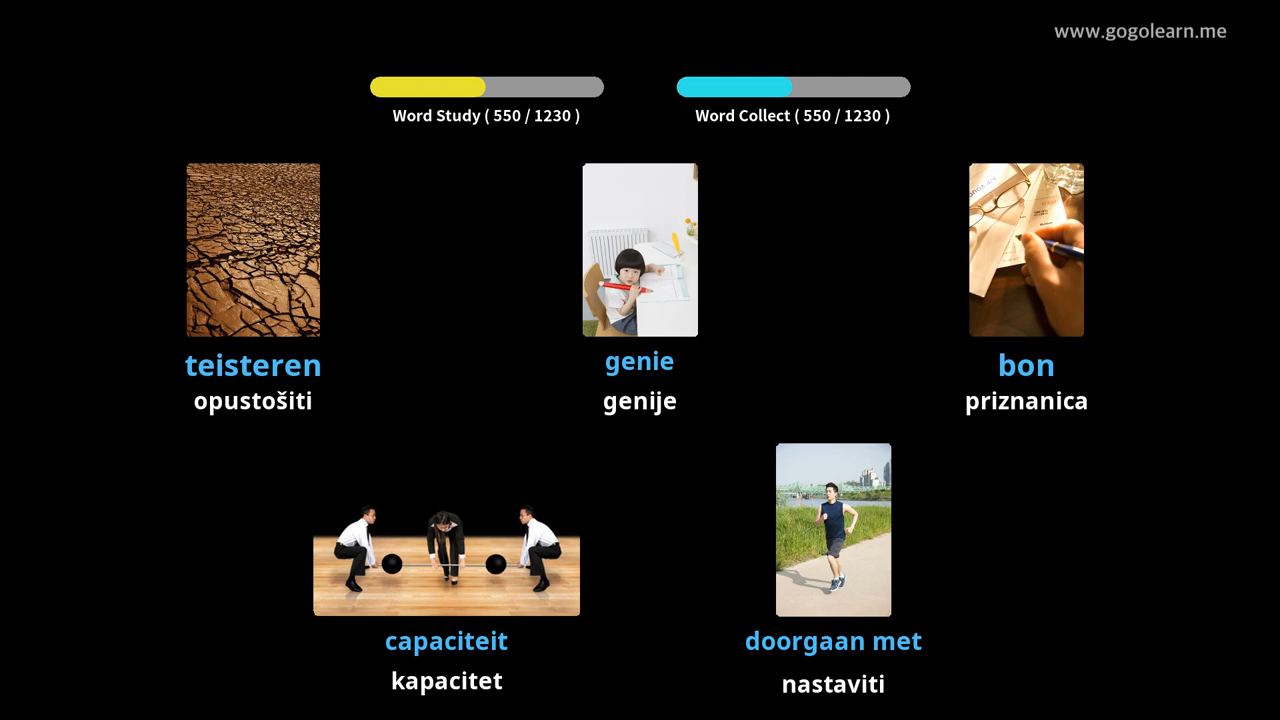 www.gogolearn.me
Word Study ( 550 / 1230 )
Word Collect ( 550 / 1230 )
teisteren
opustošiti
genie
genije
bon
priznanica
capaciteit
kapacitet
doorgaan met
nastaviti